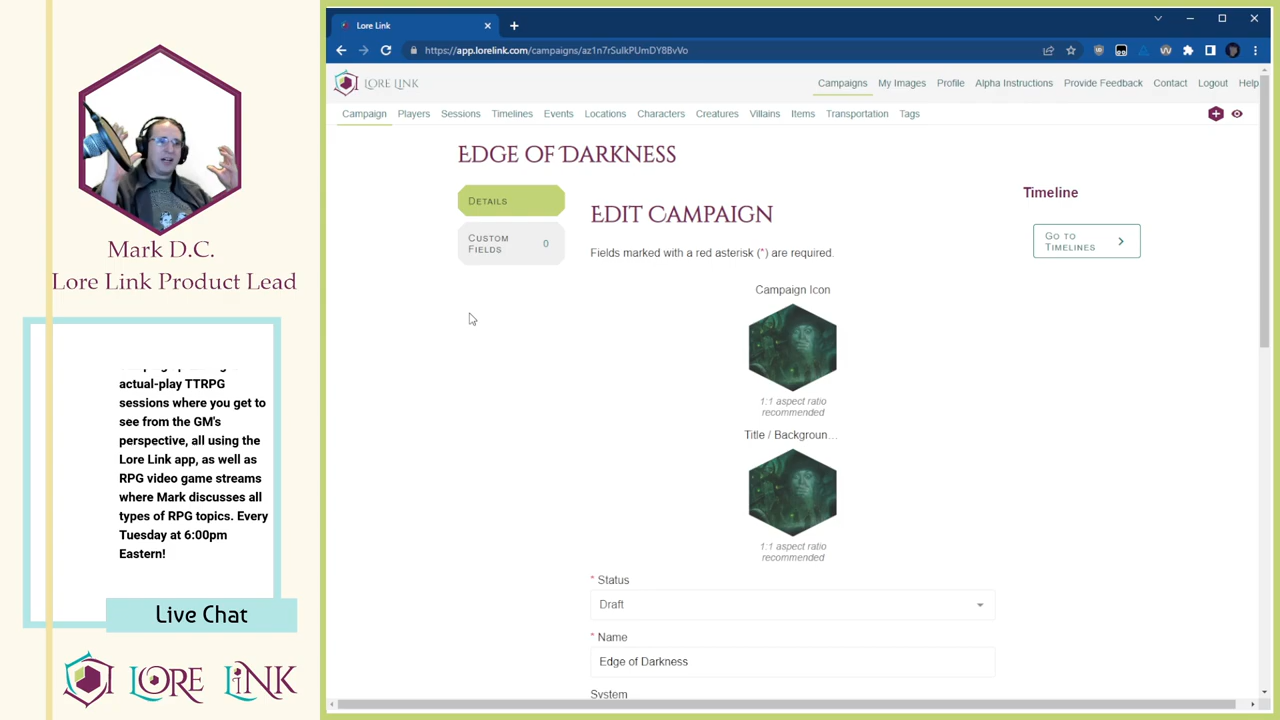 Mark D.C.
Lore Link Product Lead
actual-play TTRPG
sessions where you get to
see from the GM's
perspective, all using the
Lore Link app, as well as
RPG video game streams
where Mark discusses all
types of RPG topics. Every
Tuesday at 6:00pm
Eastern!
Live Chat
LORE LINK
Lore Link
https://app.lorelink.com/campaigns/az1n7rSulkPUmDY8BvVo
LORE LINK
Campaigns My Images Profile Alpha Instructions Provide Feedback Contact Logout Help
Campaign Players Sessions Timelines Events Locations Characters Creatures Villains Items Transportation Tags
EDGE OF DARKNESS
DETAILS
CUSTOM
FIELDS 0
EDIT CAMPAIGN
Fields marked with a red asterisk (*) are required.
Campaign Icon
1:1 aspect ratio
recommended
Title / Backgroun...
1:1 aspect ratio
recommended
* Status
Draft
* Name
Edge of Darkness
System
Timeline
GO TO
TIMELINES